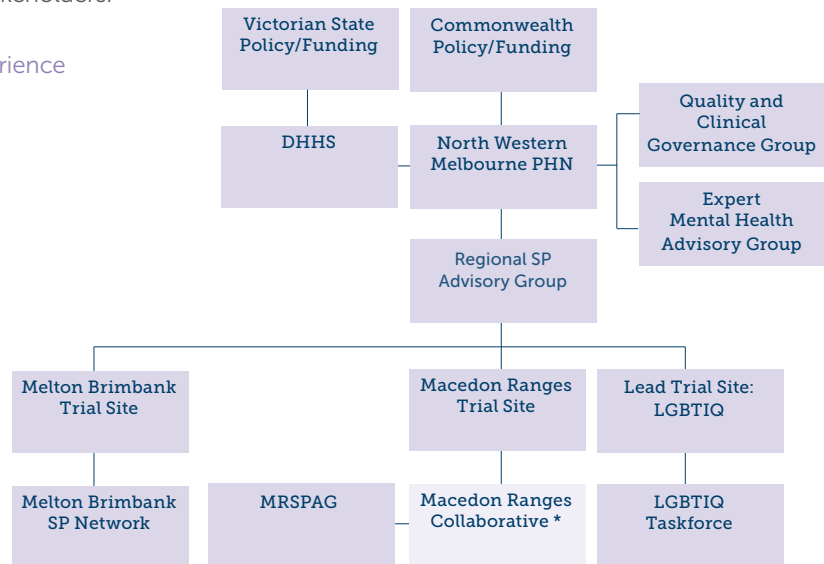 Victorian State
Policy/Funding
Commonwealth
Policy/Funding
DHHS
North Western
Melbourne PHN
Quality and
Clinical
Governance Group
Expert
Mental Health
Advisory Group
Regional SP
Advisory Group
Melton Brimbank
Trial Site
Macedon Ranges
Trial Site
Lead Trial Site:
LGBTIQ
Melton Brimbank
SP Network
MRSPAG
Macedon Ranges
Collaborative *
LGBTIQ
Taskforce